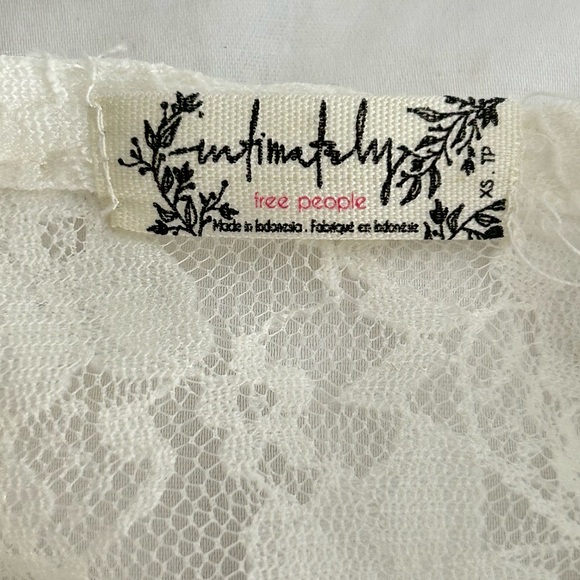 intimately
free people
Made in Indonesia . Fabriqué en Indonésie
XS . TP